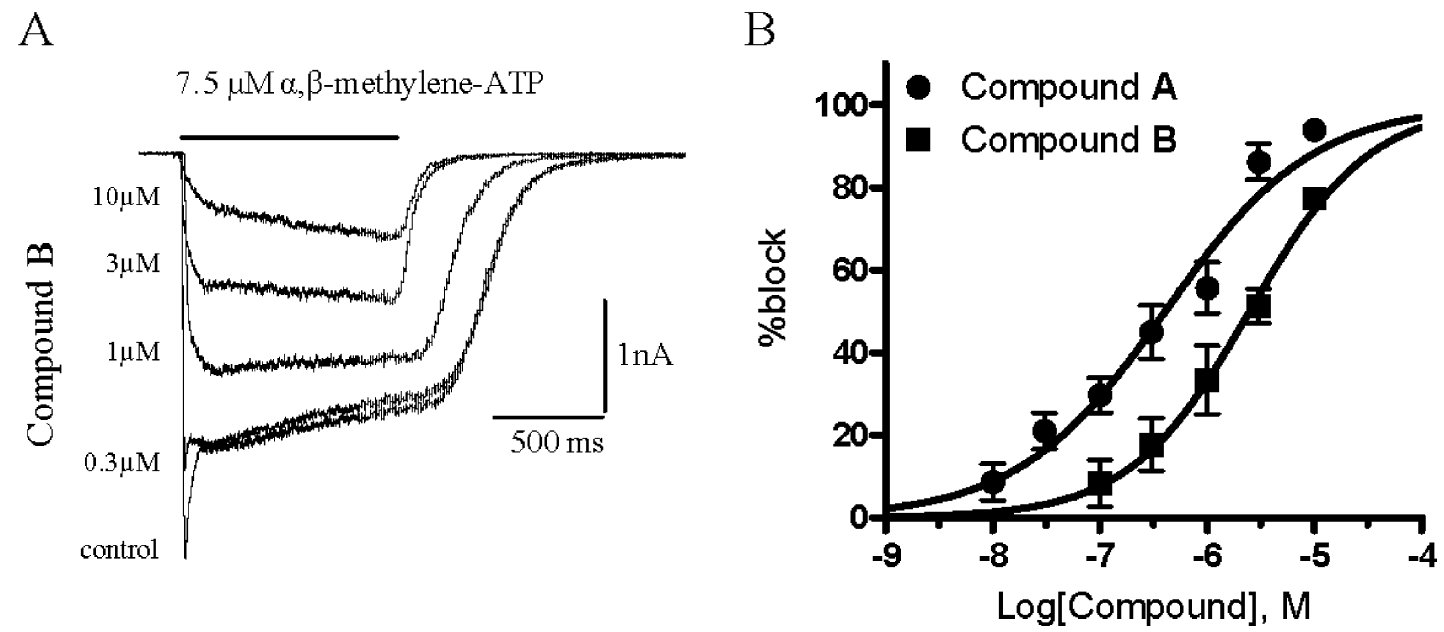 A
7.5 µM α,β-methylene-ATP
10µM
3µM
1µM
0.3µM
control
Compound B
1nA
500 ms
B
Compound A
Compound B
100
80
60
40
20
0
%block
-9 -8 -7 -6 -5 -4
Log[Compound], M